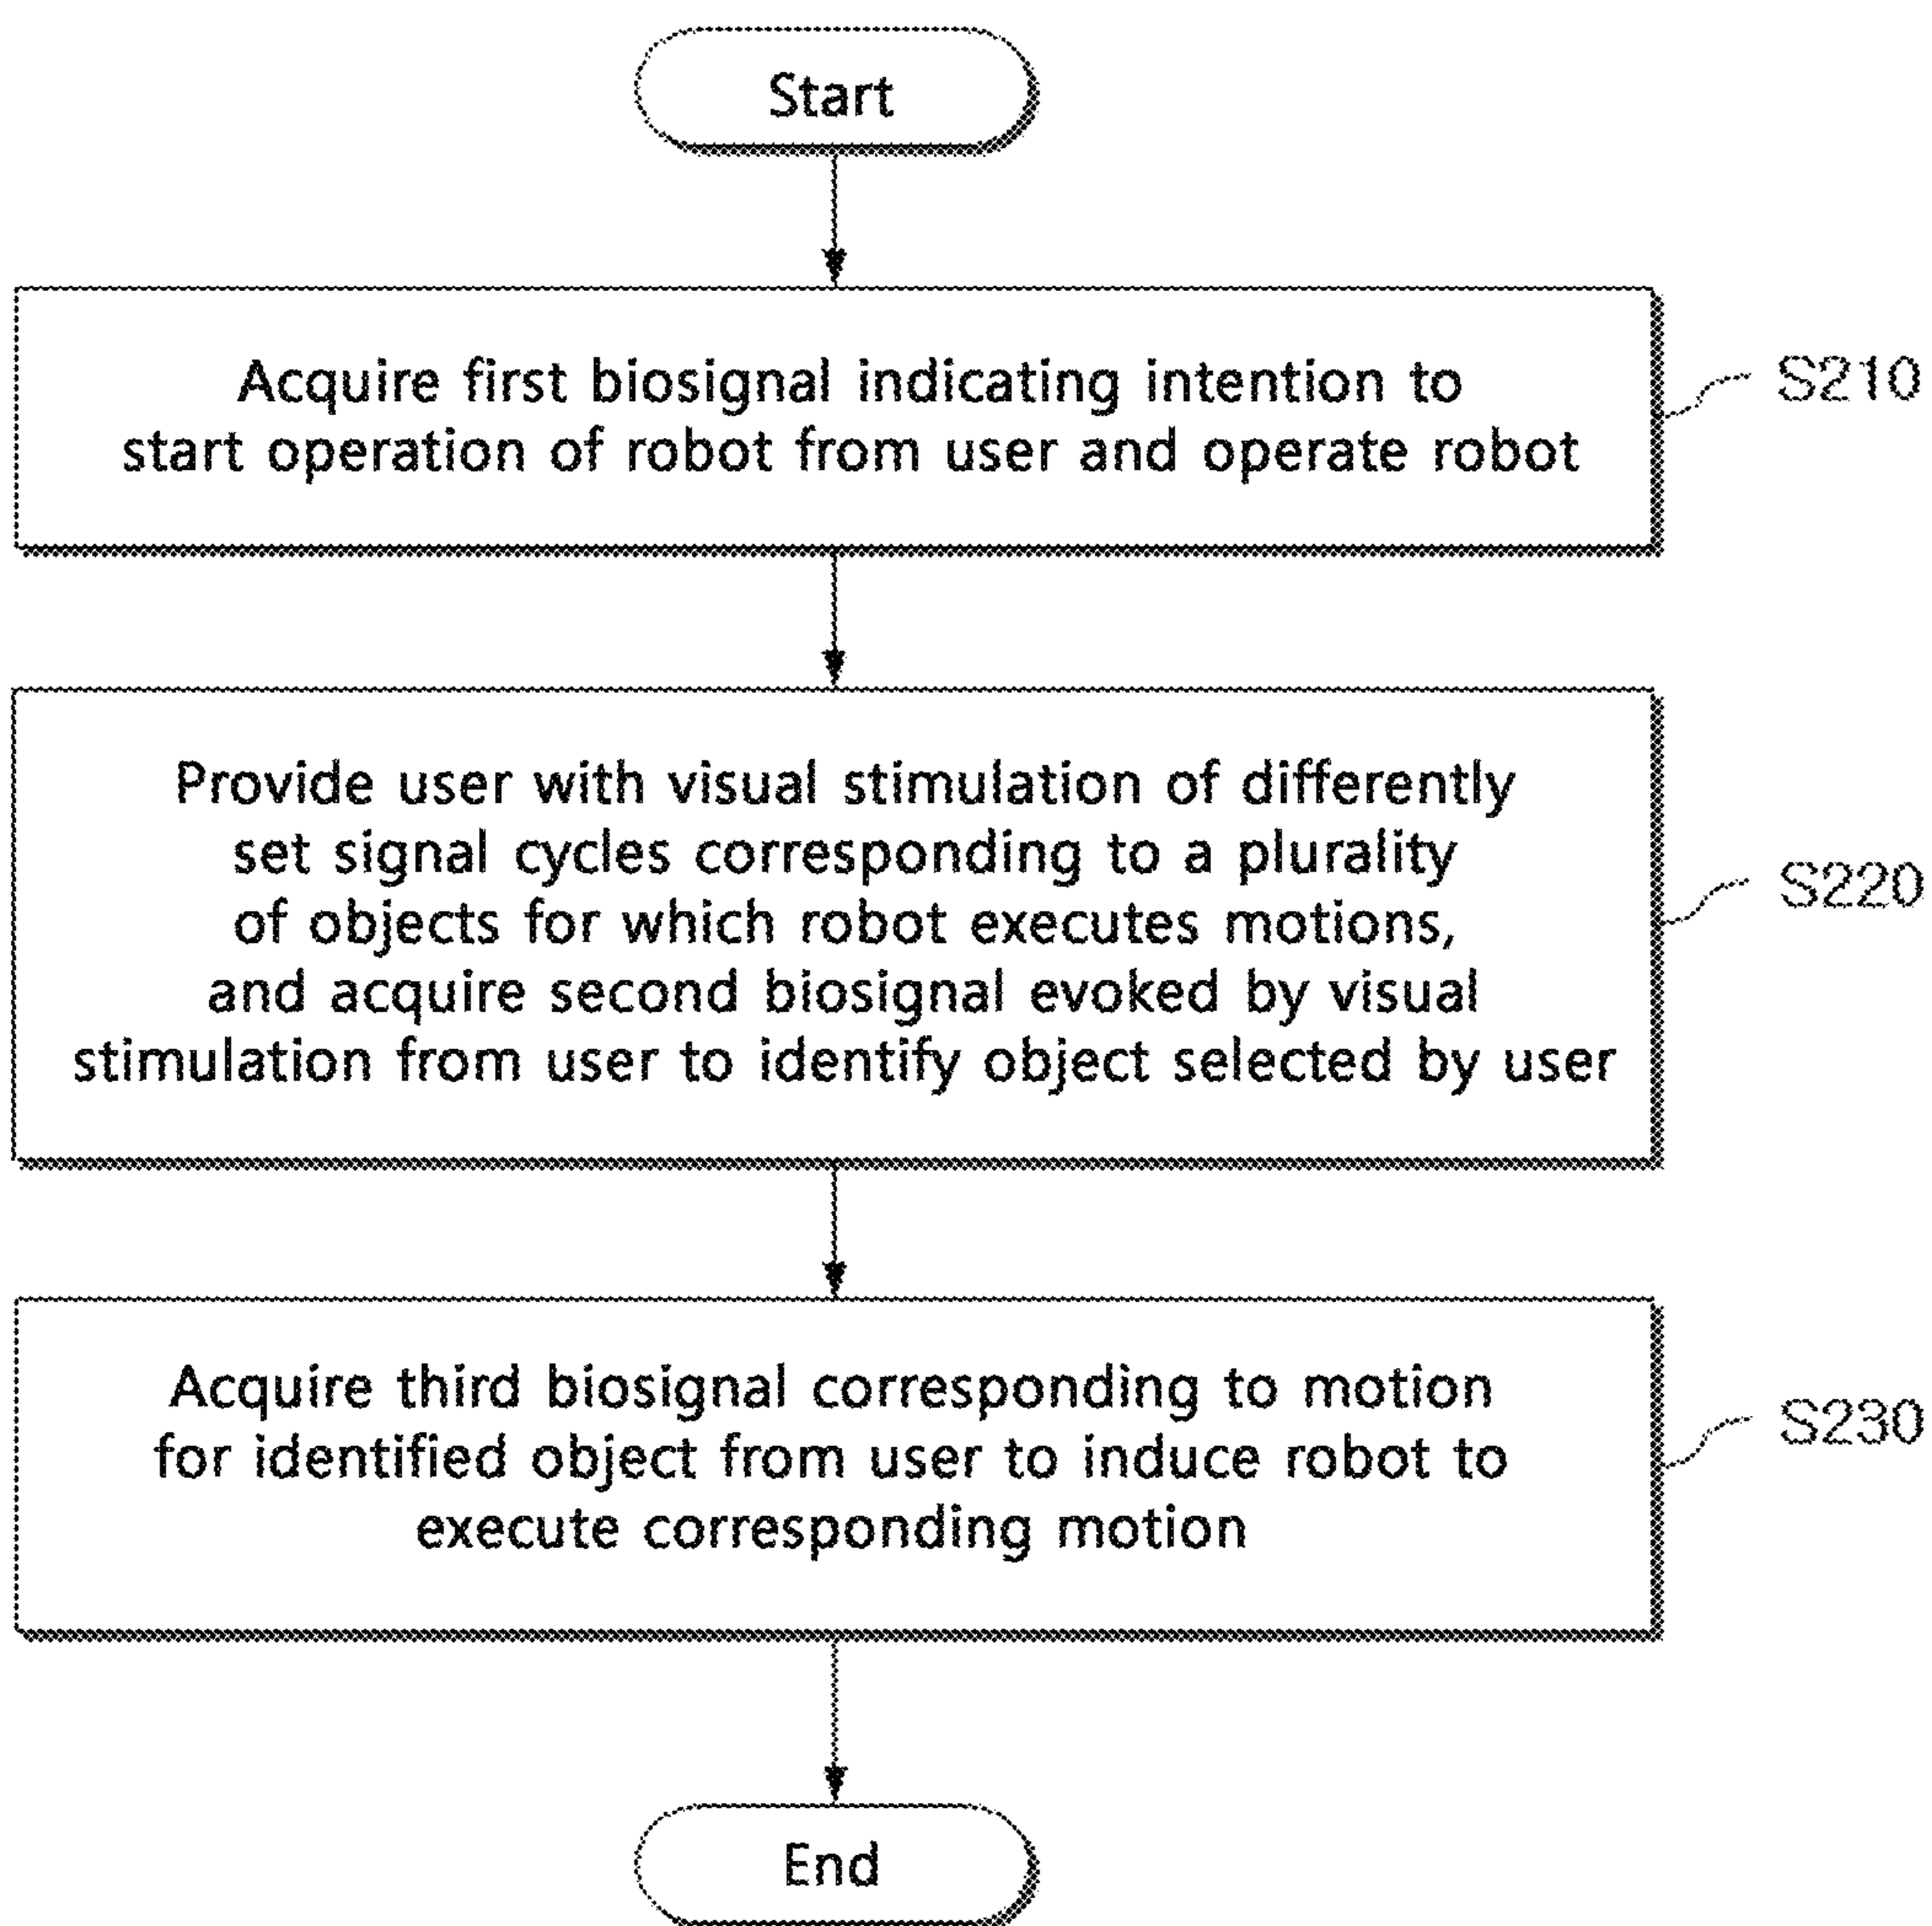 Start
Acquire first biosignal indicating intention to
start operation of robot from user and operate robot
S210
Provide user with visual stimulation of differently
set signal cycles corresponding to a plurality
of objects for which robot executes motions,
and acquire second biosignal evoked by visual
stimulation from user to identify object selected by user
S220
Acquire third biosignal corresponding to motion
for identified object from user to induce robot to
execute corresponding motion
S230
End